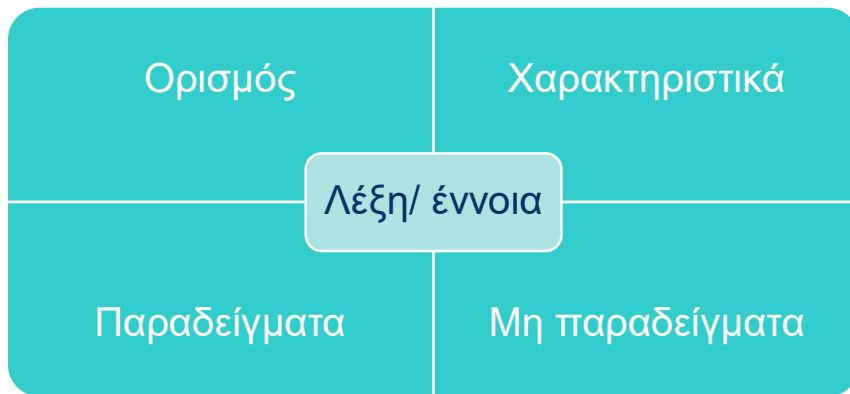 Ορισμός
Χαρακτηριστικά
Λέξη/ έννοια
Παραδείγματα
Μη παραδείγματα